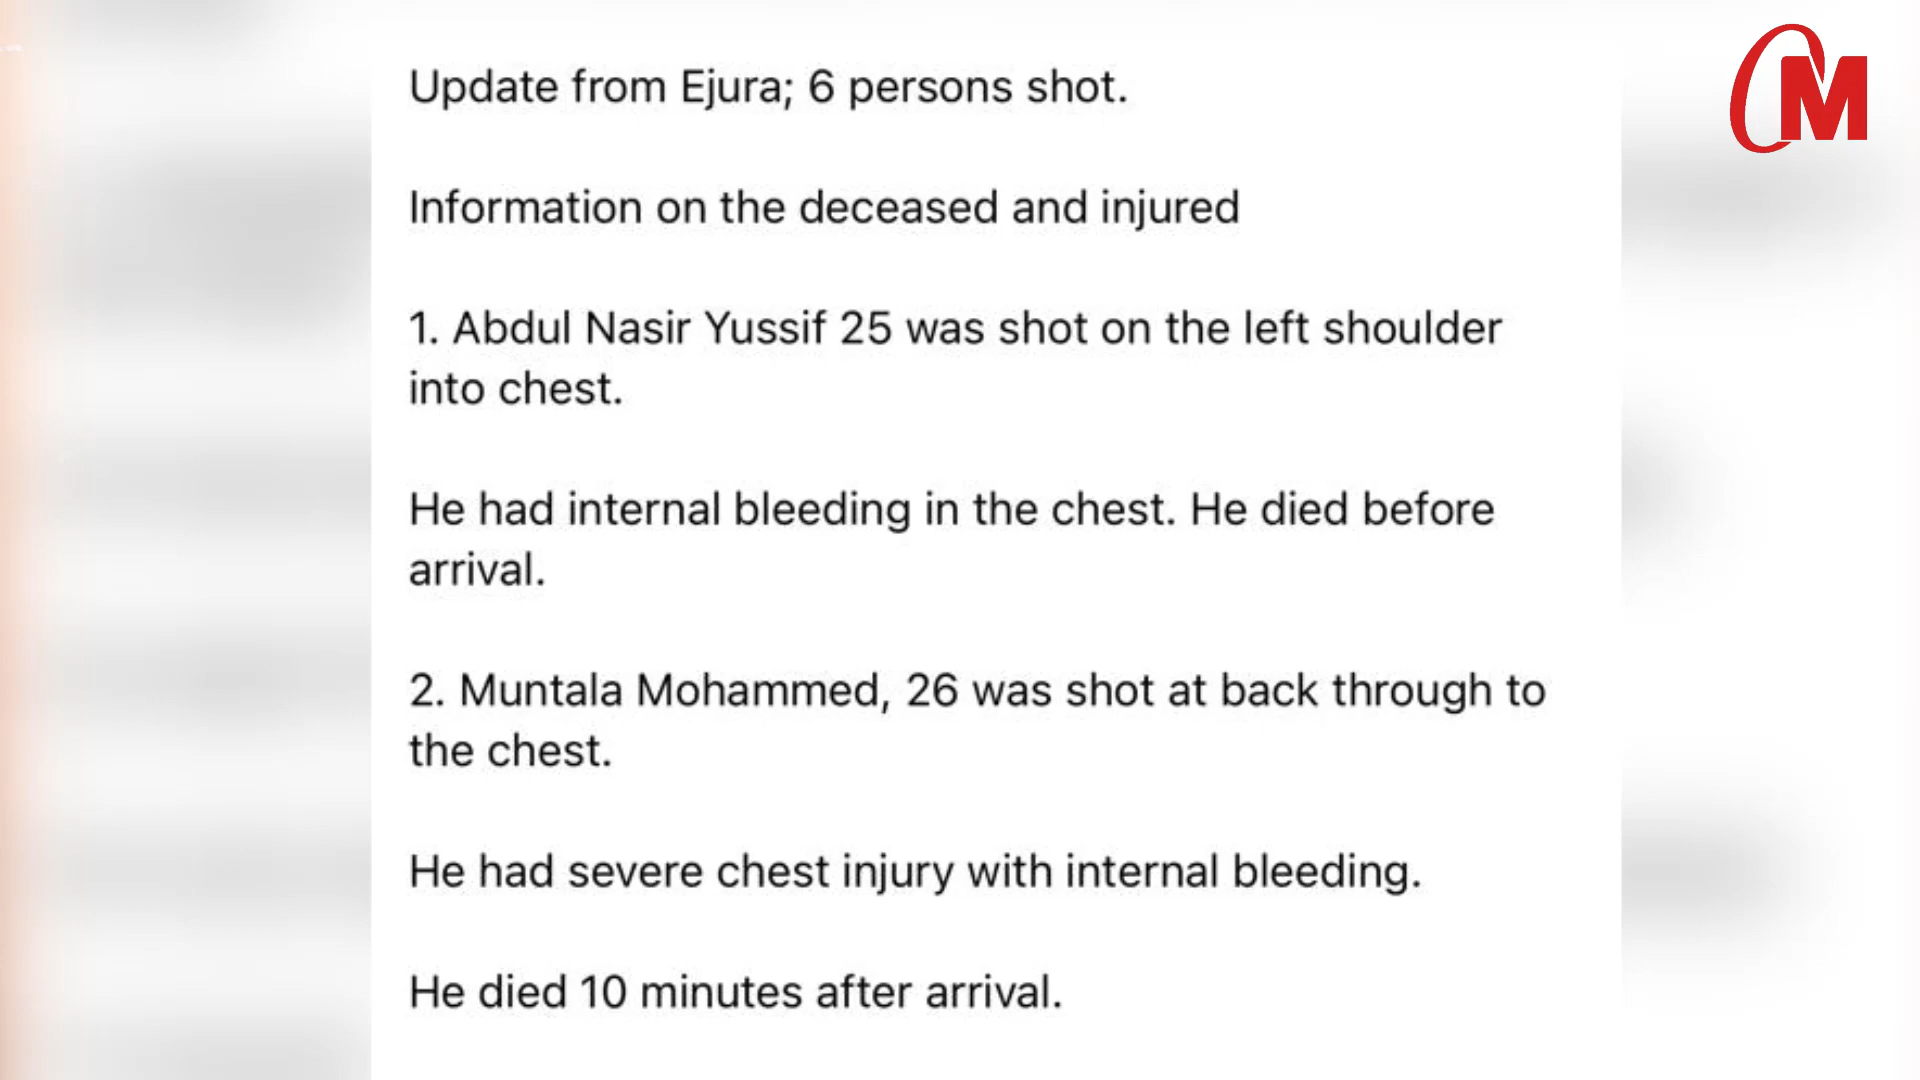 Update from Ejura; 6 persons shot.
Information on the deceased and injured
1. Abdul Nasir Yussif 25 was shot on the left shoulder
into chest.
He had internal bleeding in the chest. He died before
arrival.
2. Muntala Mohammed, 26 was shot at back through to
the chest.
He had severe chest injury with internal bleeding.
He died 10 minutes after arrival.
CM